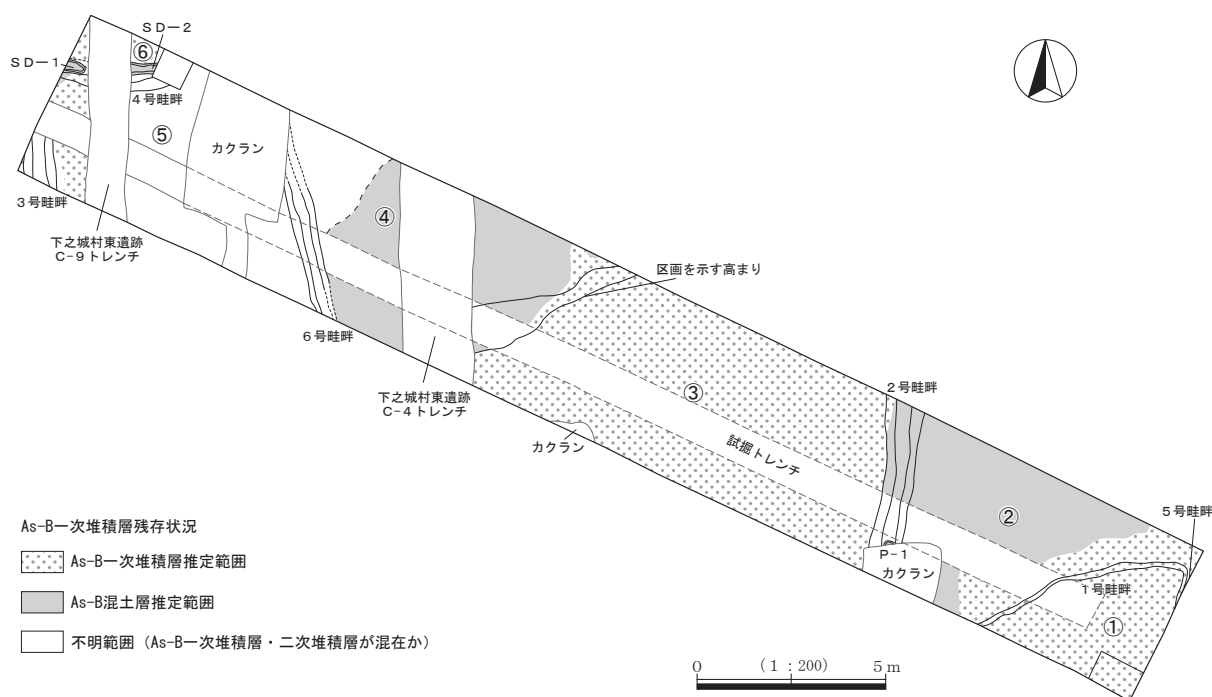 SD-2
⑥
SD-1
4号畦畔
⑤
カクラン
3号畦畔
下之城村東遺跡
C-9トレンチ
④
区画を示す高まり
6号畦畔
下之城村東遺跡
C-4トレンチ
③
2号畦畔
カクラン
試掘トレンチ
②
5号畦畔
P-1
カクラン
1号畦畔
①
As-B一次堆積層残存状況
As-B一次堆積層推定範囲
As-B混土層推定範囲
不明範囲(As-B一次堆積層・二次堆積層が混在か)
0 (1:200) 5m